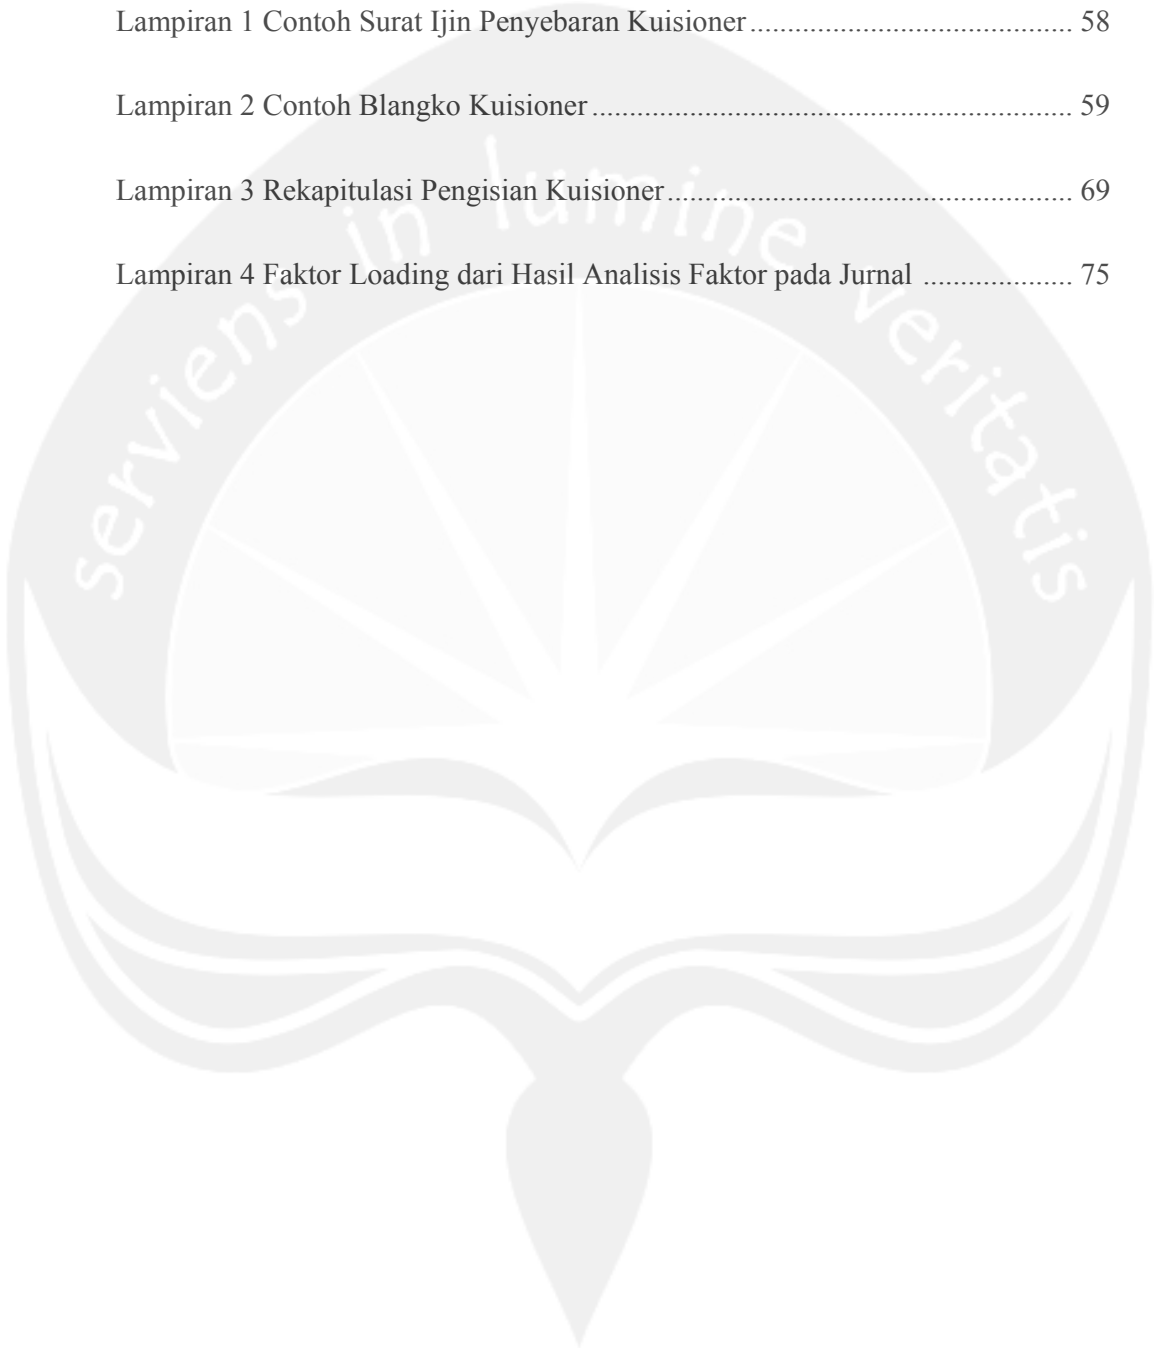 Lampiran 1 Contoh Surat Ijin Penyebaran Kuisioner........................................... 58
Lampiran 2 Contoh Blangko Kuisioner................................................................ 59
Lampiran 3 Rekapitulasi Pengisian Kuisioner...................................................... 69
Lampiran 4 Faktor Loading dari Hasil Analisis Faktor pada Jurnal .................... 75
serviens in lumine veritatis